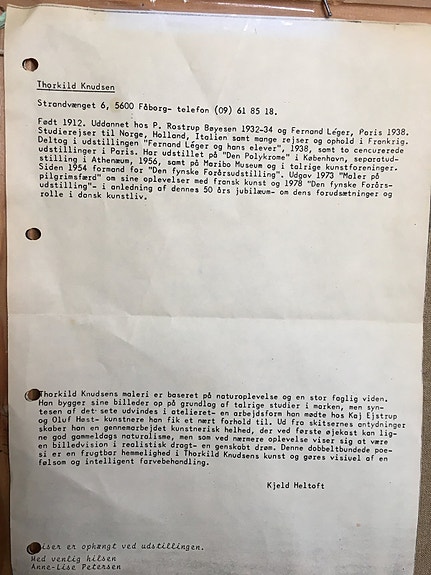 Thorkild Knudsen
Strandvænget 6, 5600 Fåborg- telefon (09) 61 85 18.
Født 1912. Uddannet hos P. Rostrup Bøyesen 1932-34 og Fernand Léger, Paris 1938.
Studierejser til Norge, Holland, Italien samt mange rejser og ophold i Frankrig.
Deltog i udstillingen "Fernand Léger og hans elever", 1938, samt to cencurerede
udstillinger i Paris. Har udstillet på "Den Polykrome" i København, separatud-
stilling i Athenæum, 1956, samt på Maribo Museum og i talrige kunstforeninger.
Siden 1954 formand for "Den fynske Forårsudstilling". Udgav 1973 "Maler på
pilgrimsfærd" om sine oplevelser med fransk kunst og 1978 "Den fynske Forårs-
udstilling"- i anledning af dennes 50 års jubilæum- om dens forudsætninger og
rolle i dansk kunstliv.
Thorkild Knudsens maleri er baseret på naturoplevelse og en stor faglig viden.
Han bygger sine billeder op på grundlag af talrige studier i marken, men syn-
tesen af det sete udvindes i atelieret- en arbejdsform han mødte hos Kaj Ejstrup
og Oluf Høst- kunstnere han fik et nært forhold til. Ud fra skitsernes antydninger
skaber han en gennemarbejdet kunstnerisk helhed, der ved første øjekast kan lig-
ne god gammeldags naturalisme, men som ved nærmere oplevelse viser sig at være
en billedvision i realistisk dragt- en genskabt drøm. Denne dobbeltbundede poe-
si er en frugtbar hemmelighed i Thorkild Knudsens kunst og gøres visiuel af en
følsom og intelligent farvebehandling.
Kjeld Heltoft
er ophængt ved udstillingen.
Med venlig hilsen
Anne-Lise Petersen